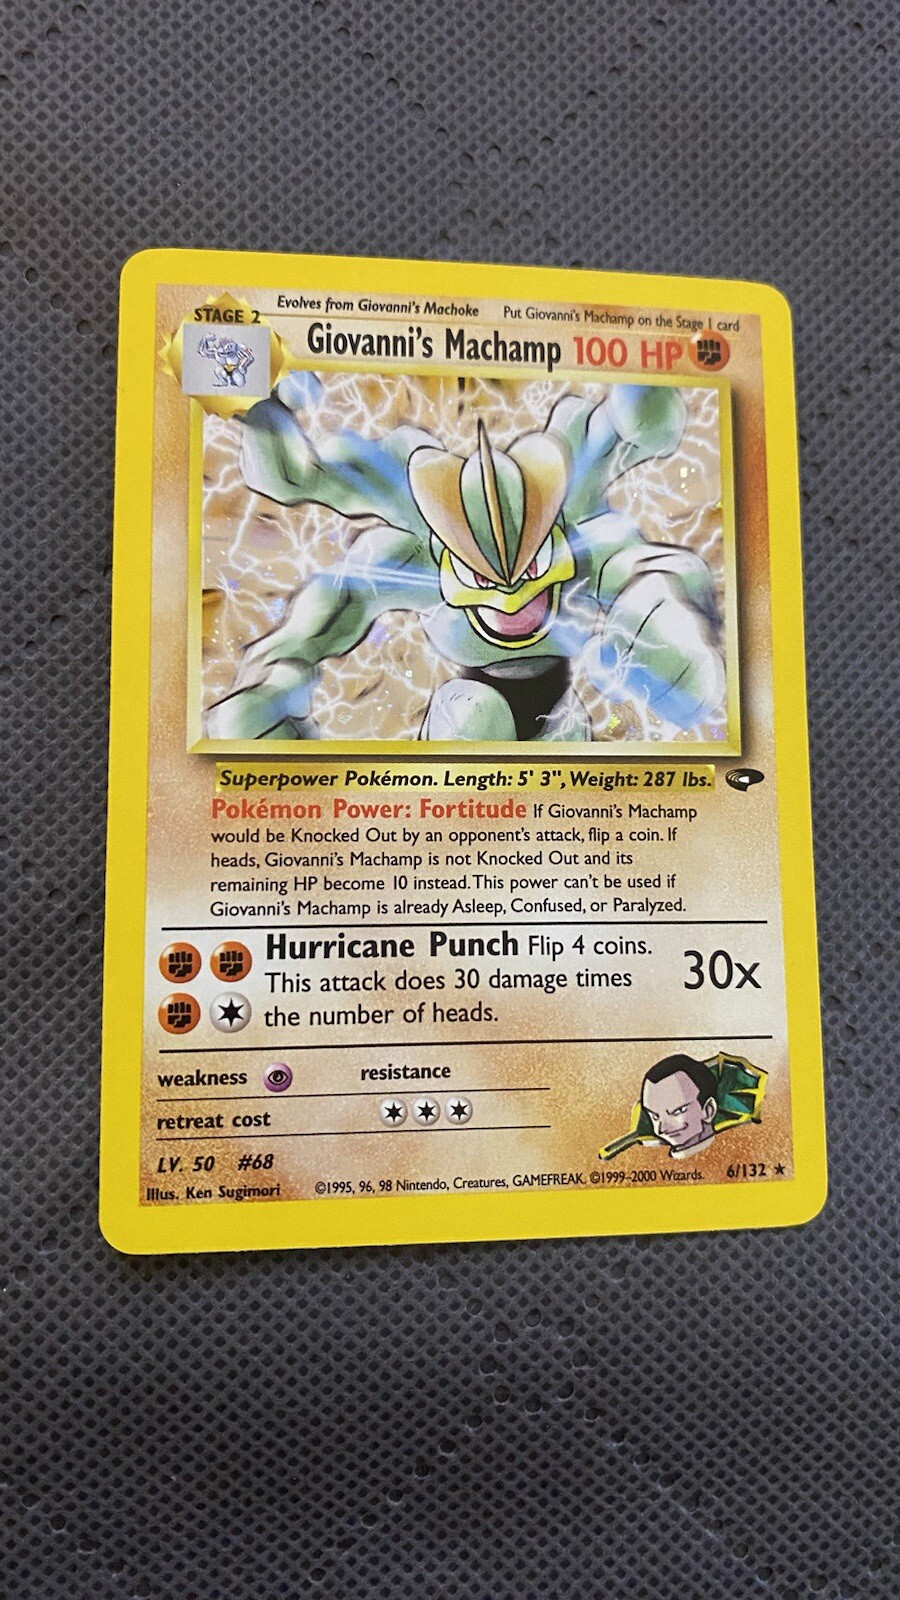 Evolves from Giovanni's Machoke Put Giovanni's Machamp on the Stage 1 card
STAGE 2
Giovanni's Machamp 100 HP
Superpower Pokémon. Length: 5' 3", Weight: 287 lbs.
Pokémon Power: Fortitude If Giovanni's Machamp
would be Knocked Out by an opponent's attack, flip a coin. If
heads, Giovanni's Machamp is not Knocked Out and its
remaining HP become 10 instead. This power can't be used if
Giovanni's Machamp is already Asleep, Confused, or Paralyzed.
Hurricane Punch Flip 4 coins.
This attack does 30 damage times
the number of heads.
30x
weakness
resistance
retreat cost
LV. 50 #68
Illus. Ken Sugimori
©1995, 96, 98 Nintendo, Creatures, GAMEFREAK. ©1999-2000 Wizards.
6/132 ★